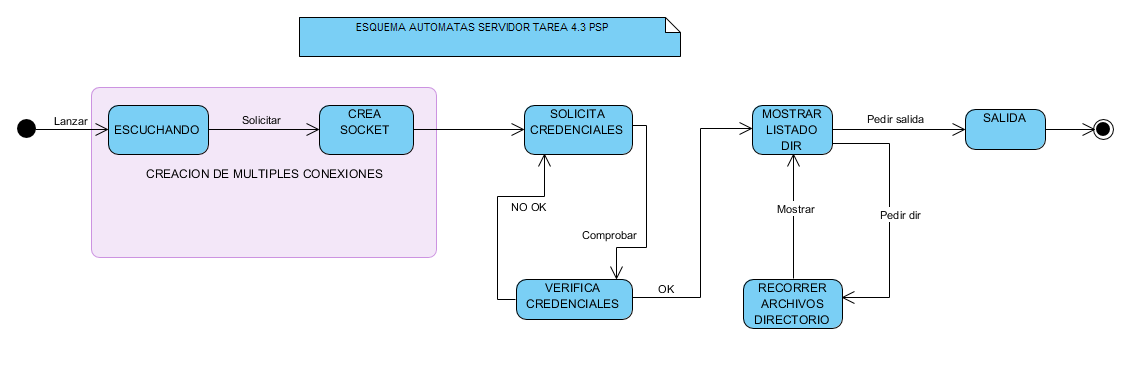 ESQUEMA AUTOMATAS SERVIDOR TAREA 4.3 PSP
Lanzar
ESCUCHANDO
Solicitar
CREA
SOCKET
CREACION DE MULTIPLES CONEXIONES
SOLICITA
CREDENCIALES
NO OK
Comprobar
VERIFICA
CREDENCIALES
OK
MOSTRAR
LISTADO
DIR
Pedir salida
SALIDA
Mostrar
Pedir dir
RECORRER
ARCHIVOS
DIRECTORIO